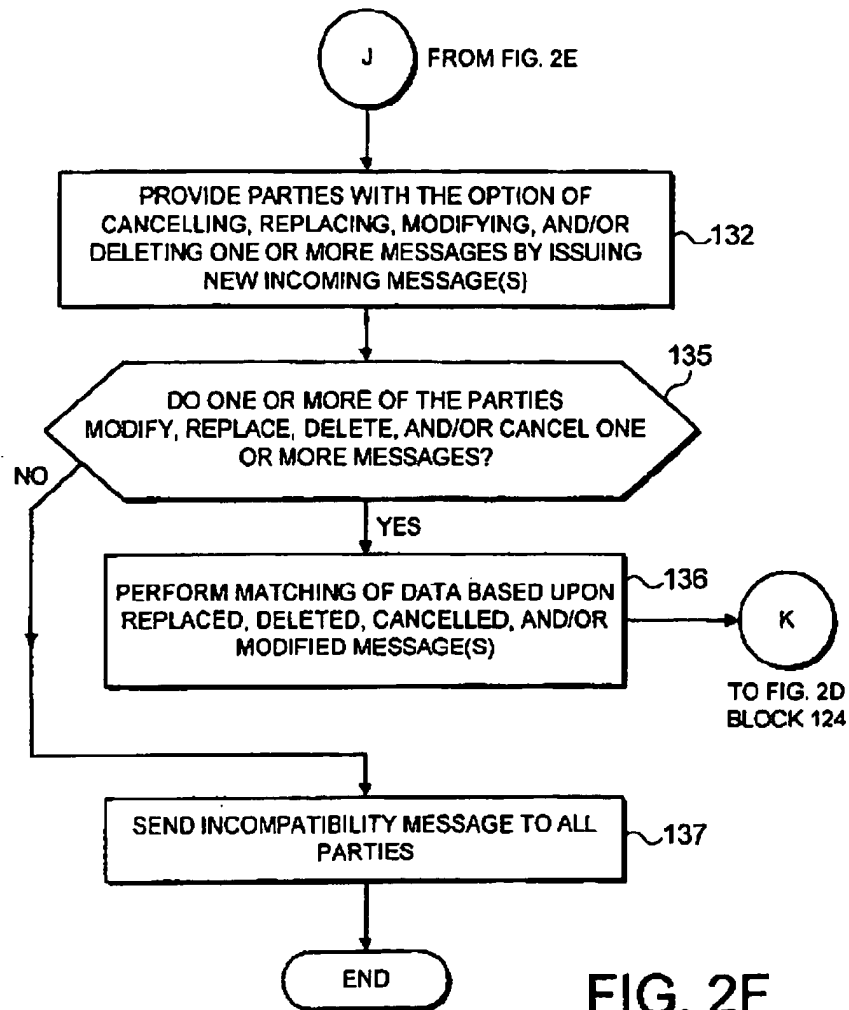 J
FROM FIG. 2E
PROVIDE PARTIES WITH THE OPTION OF
CANCELLING, REPLACING, MODIFYING, AND/OR
DELETING ONE OR MORE MESSAGES BY ISSUING
NEW INCOMING MESSAGE(S)
132
135
DO ONE OR MORE OF THE PARTIES
MODIFY, REPLACE, DELETE, AND/OR CANCEL ONE
OR MORE MESSAGES?
NO
YES
PERFORM MATCHING OF DATA BASED UPON
REPLACED, DELETED, CANCELLED, AND/OR
MODIFIED MESSAGE(S)
136
K
TO FIG. 2D
BLOCK 124
SEND INCOMPATIBILITY MESSAGE TO ALL
PARTIES
137
END
FIG. 2F